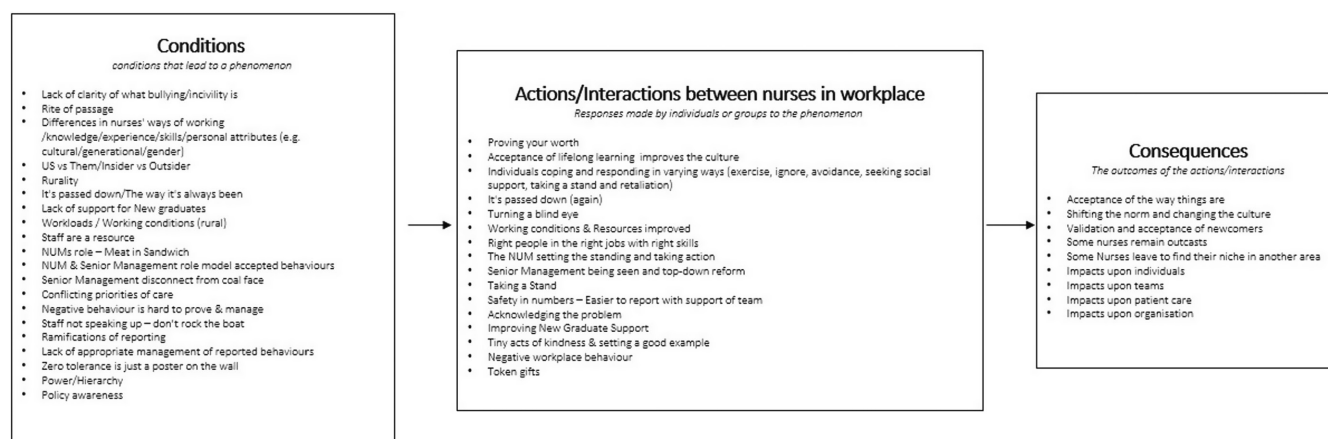 Conditions
conditions that lead to a phenomenon
• Lack of clarity of what bullying/incivility is
• Rite of passage
• Differences in nurses' ways of working
/knowledge/experience/skills/personal attributes (e.g.
cultural/generational/gender)
• US vs Them/Insider vs Outsider
• Rurality
• It's passed down/The way it's always been
• Lack of support for New graduates
• Workloads / Working conditions (rural)
• Staff are a resource
• NUMs role – Meat in Sandwich
• NUM & Senior Management role model accepted behaviours
• Senior Management disconnect from coal face
• Conflicting priorities of care
• Negative behaviour is hard to prove & manage
• Staff not speaking up – don't rock the boat
• Ramifications of reporting
• Lack of appropriate management of reported behaviours
• Zero tolerance is just a poster on the wall
• Power/Hierarchy
• Policy awareness
Actions/Interactions between nurses in workplace
Responses made by individuals or groups to the phenomenon
• Proving your worth
• Acceptance of lifelong learning improves the culture
• Individuals coping and responding in varying ways (exercise, ignore, avoidance, seeking social
support, taking a stand and retaliation)
• It's passed down (again)
• Turning a blind eye
• Working conditions & Resources improved
• Right people in the right jobs with right skills
• The NUM setting the standing and taking action
• Senior Management being seen and top-down reform
• Taking a Stand
• Safety in numbers – Easier to report with support of team
• Acknowledging the problem
• Improving New Graduate Support
• Tiny acts of kindness & setting a good example
• Negative workplace behaviour
• Token gifts
Consequences
The outcomes of the actions/interactions
• Acceptance of the way things are
• Shifting the norm and changing the culture
• Validation and acceptance of newcomers
• Some nurses remain outcasts
• Some Nurses leave to find their niche in another area
• Impacts upon individuals
• Impacts upon teams
• Impacts upon patient care
• Impacts upon organisation